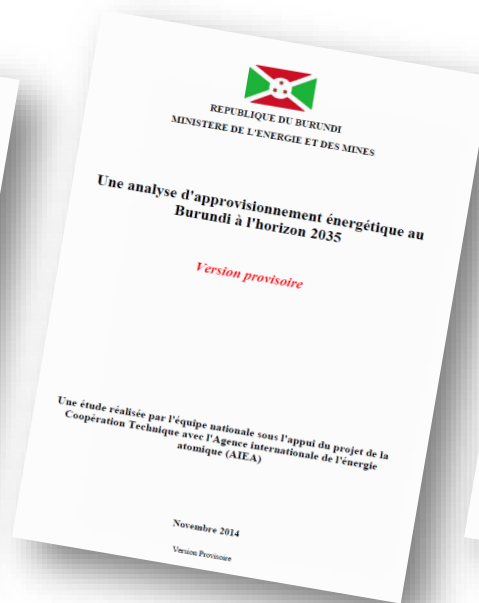 REPUBLIQUE DU BURUNDI
MINISTERE DE L'ENERGIE ET DES MINES
Une analyse d'approvisionnement énergétique au
Burundi à l'horizon 2035
Version provisoire
Une étude réalisée par l'équipe nationale sous l'appui du projet de la
Coopération Technique avec l'Agence internationale de l'énergie
atomique (AIEA)
Novembre 2014
Version Provisoire